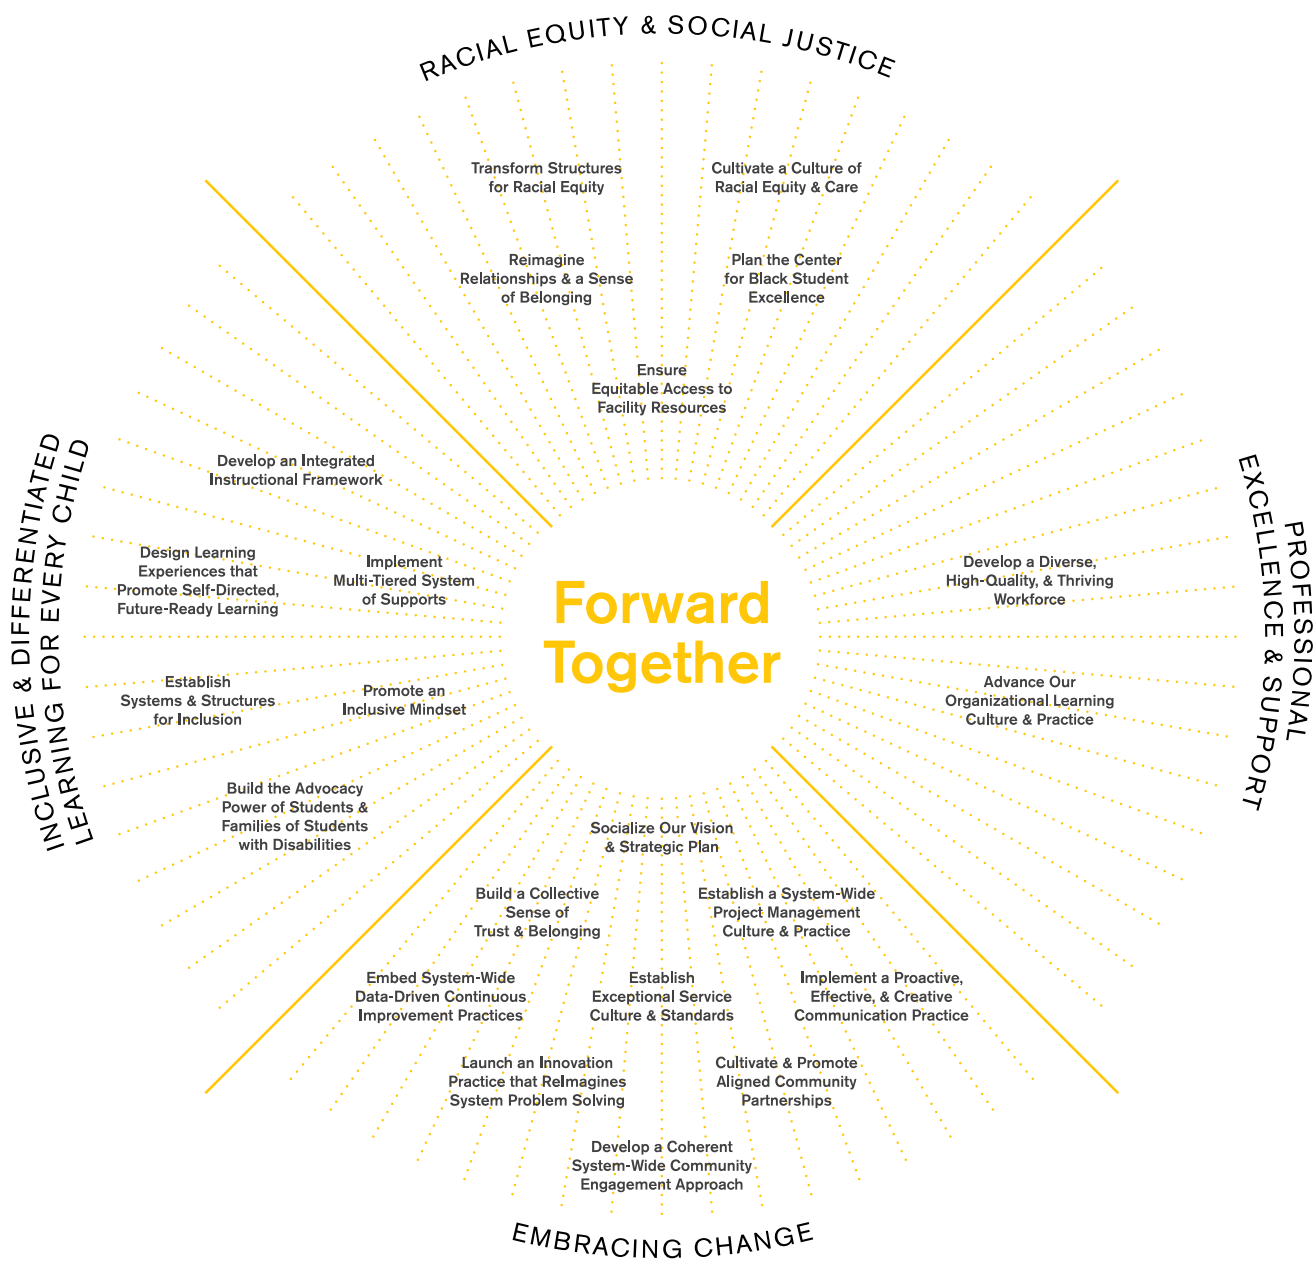 RACIAL EQUITY & SOCIAL JUSTICE
Transform Structures
for Racial Equity
Cultivate a Culture of
Racial Equity & Care
Reimagine
Relationships & a Sense
of Belonging
Plan the Center
for Black Student
Excellence
Ensure
Equitable Access to
Facility Resources
INCLUSIVE & DIFFERENTIATED
LEARNING FOR EVERY CHILD
Develop an Integrated
Instructional Framework
Design Learning
Experiences that
Promote Self-Directed,
Future-Ready Learning
Implement
Multi-Tiered System
of Supports
Establish
Systems & Structures
for Inclusion
Promote an
Inclusive Mindset
Build the Advocacy
Power of Students &
Families of Students
with Disabilities
Forward
Together
PROFESSIONAL
EXCELLENCE & SUPPORT
Develop a Diverse,
High-Quality, & Thriving
Workforce
Advance Our
Organizational Learning
Culture & Practice
Socialize Our Vision
& Strategic Plan
Build a Collective
Sense of
Trust & Belonging
Establish a System-Wide
Project Management
Culture & Practice
Embed System-Wide
Data-Driven Continuous
Improvement Practices
Establish
Exceptional Service
Culture & Standards
Implement a Proactive,
Effective, & Creative
Communication Practice
Launch an Innovation
Practice that ReImagines
System Problem Solving
Cultivate & Promote
Aligned Community
Partnerships
Develop a Coherent
System-Wide Community
Engagement Approach
EMBRACING CHANGE